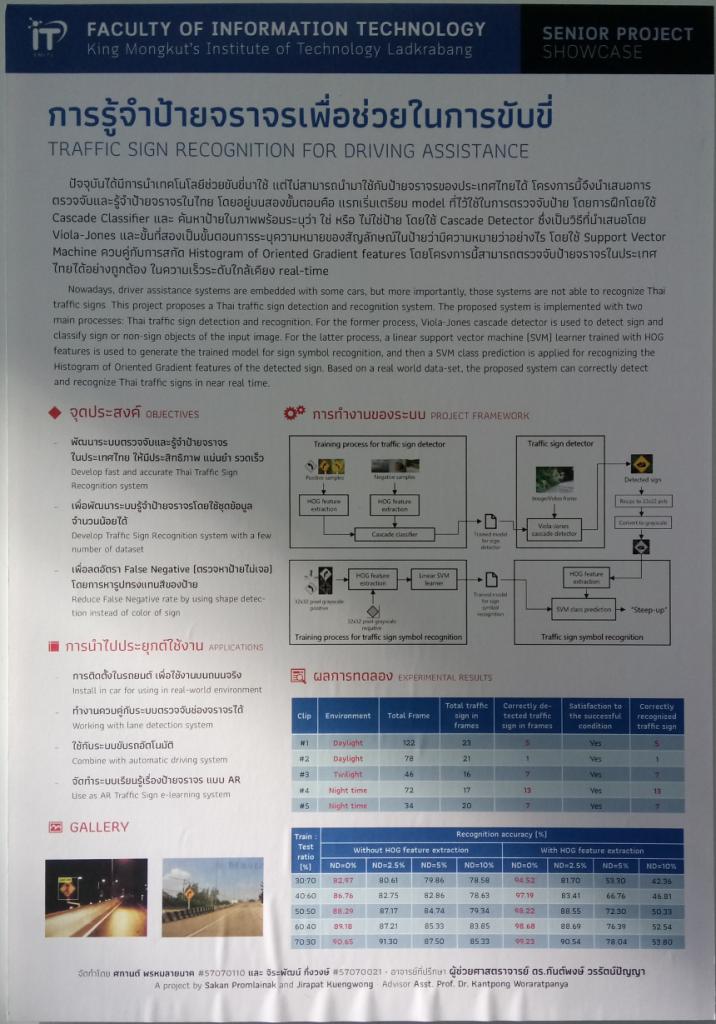 iT
FACULTY OF INFORMATION TECHNOLOGY
King Mongkut's Institute of Technology Ladkrabang
SENIOR PROJECT
SHOWCASE
การรู้จำป้ายจราจรเพื่อช่วยในการขับขี่
TRAFFIC SIGN RECOGNITION FOR DRIVING ASSISTANCE
ปัจจุบันได้มีการนำเทคโนโลยีช่วยขับขี่มาใช้ แต่ไม่สามารถนำมาใช้กับป้ายจราจรของประเทศไทยได้ โครงการนี้จึงนำเสนอการ
ตรวจจับและรู้จำป้ายจราจรในไทย โดยอยู่บนสองขั้นตอนคือ แรกเริ่มเตรียม model ที่ไว้ใช้ในการตรวจจับป้าย โดยการฝึกโดยใช้
Cascade Classifier และ ค้นหาป้ายในภาพพร้อมระบุว่า ใช่ หรือ ไม่ใช่ป้าย โดยใช้ Cascade Detector ซึ่งเป็นวิธีที่นำเสนอโดย
Viola-Jones และขั้นที่สองเป็นขั้นตอนการระบุความหมายของสัญลักษณ์ในป้ายว่ามีความหมายว่าอย่างไร โดยใช้ Support Vector
Machine ควบคู่กับการสกัด Histogram of Oriented Gradient features โดยโครงการนี้สามารถตรวจจับป้ายจราจรในประเทศ
ไทยได้อย่างถูกต้อง ในความเร็วระดับใกล้เคียง real-time
Nowadays, driver assistance systems are embedded with some cars, but more importantly, those systems are not able to recognize Thai
traffic signs. This project proposes a Thai traffic sign detection and recognition system. The proposed system is implemented with two
main processes: Thai traffic sign detection and recognition. For the former process, Viola-Jones cascade detector is used to detect sign and
classify sign or non-sign objects of the input image. For the latter process, a linear support vector machine (SVM) learner trained with HOG
features is used to generate the trained model for sign symbol recognition, and then a SVM class prediction is applied for recognizing the
Histogram of Oriented Gradient features of the detected sign. Based on a real world data-set, the proposed system can correctly detect
and recognize Thai traffic signs in near real time.
จุดประสงค์ OBJECTIVES
- พัฒนาระบบตรวจจับและรู้จำป้ายจราจร
ในประเทศไทย ให้มีประสิทธิภาพ แม่นยำ รวดเร็ว
Develop fast and accurate Thai Traffic Sign
Recognition system
- เพื่อพัฒนาระบบรู้จำป้ายจราจรโดยใช้ชุดข้อมูล
จำนวนน้อยได้
Develop Traffic Sign Recognition system with a few
number of dataset
- เพื่อลดอัตรา False Negative (ตรวจหาป้ายไม่เจอ)
โดยการหารูปทรงแทนสีของป้าย
Reduce False Negative rate by using shape detec-
tion instead of color of sign
การนำไปประยุกต์ใช้งาน APPLICATIONS
- การติดตั้งในรถยนต์ เพื่อใช้งานบนถนนจริง
Install in car for using in real-world environment
- ทำงานควบคู่กับระบบตรวจจับช่องจราจรได้
Working with lane detection system
- ใช้กับระบบขับรถอัตโนมัติ
Combine with automatic driving system
- จัดทำระบบเรียนรู้เรื่องป้ายจราจร แบบ AR
Use as AR Traffic Sign e-learning system
GALLERY
การทำงานของระบบ PROJECT FRAMEWORK
Training process for traffic sign detector
Positive samples
Negative samples
HOG feature
extraction
HOG feature
extraction
Cascade classifier
Trained model
for sign
detector
Traffic sign detector
Image/Video frame
Viola-Jones
cascade detector
Detected sign
Resize to 32x32 pxls
Convert to grayscale
32x32 pixel grayscale
positive
HOG feature
extraction
Linear SVM
learner
32x32 pixel grayscale
negative
Training process for traffic sign symbol recognition
Trained model
for sign
symbol
recognition
HOG feature
extraction
SVM class prediction
"Steep-up"
Traffic sign symbol recognition
ผลการทดลอง EXPERIMENTAL RESULTS
Clip Environment Total Frame Total traffic sign in frames Correctly de-tected traffic sign in frames Satisfaction to the successful condition Correctly recognized traffic sign
#1 Daylight 122 23 5 Yes 5
#2 Daylight 78 21 1 Yes 1
#3 Twilight 46 16 7 Yes 7
#4 Night time 72 17 13 Yes 13
#5 Night time 34 20 7 Yes 7
Train : Test ratio [%] Recognition accuracy [%]
Without HOG feature extraction With HOG feature extraction
ND=0% ND=2.5% ND=5% ND=10% ND=0% ND=2.5% ND=5% ND=10%
30:70 82.97 80.61 79.86 78.58 94.52 81.70 53.30 42.36
40:60 86.76 82.75 82.86 78.63 97.19 83.41 66.76 46.81
50:50 88.29 87.17 84.74 79.34 98.22 88.55 72.30 50.33
60:40 89.18 87.21 85.33 83.85 98.68 88.69 76.39 52.54
70:30 90.65 91.30 87.50 85.33 99.23 90.54 78.04 53.80
จัดทำโดย ศกานต์ พรหมลายนาค #57070110 และ จิระพัฒน์ กึ่งวงษ์ #57070021 - อาจารย์ที่ปรึกษา ผู้ช่วยศาสตราจารย์ ดร.กันต์พงษ์ วรรัตน์ปัญญา
A project by Sakan Promlainak and Jirapat Kuengwong Advisor Asst. Prof. Dr. Kantpong Woraratpanya